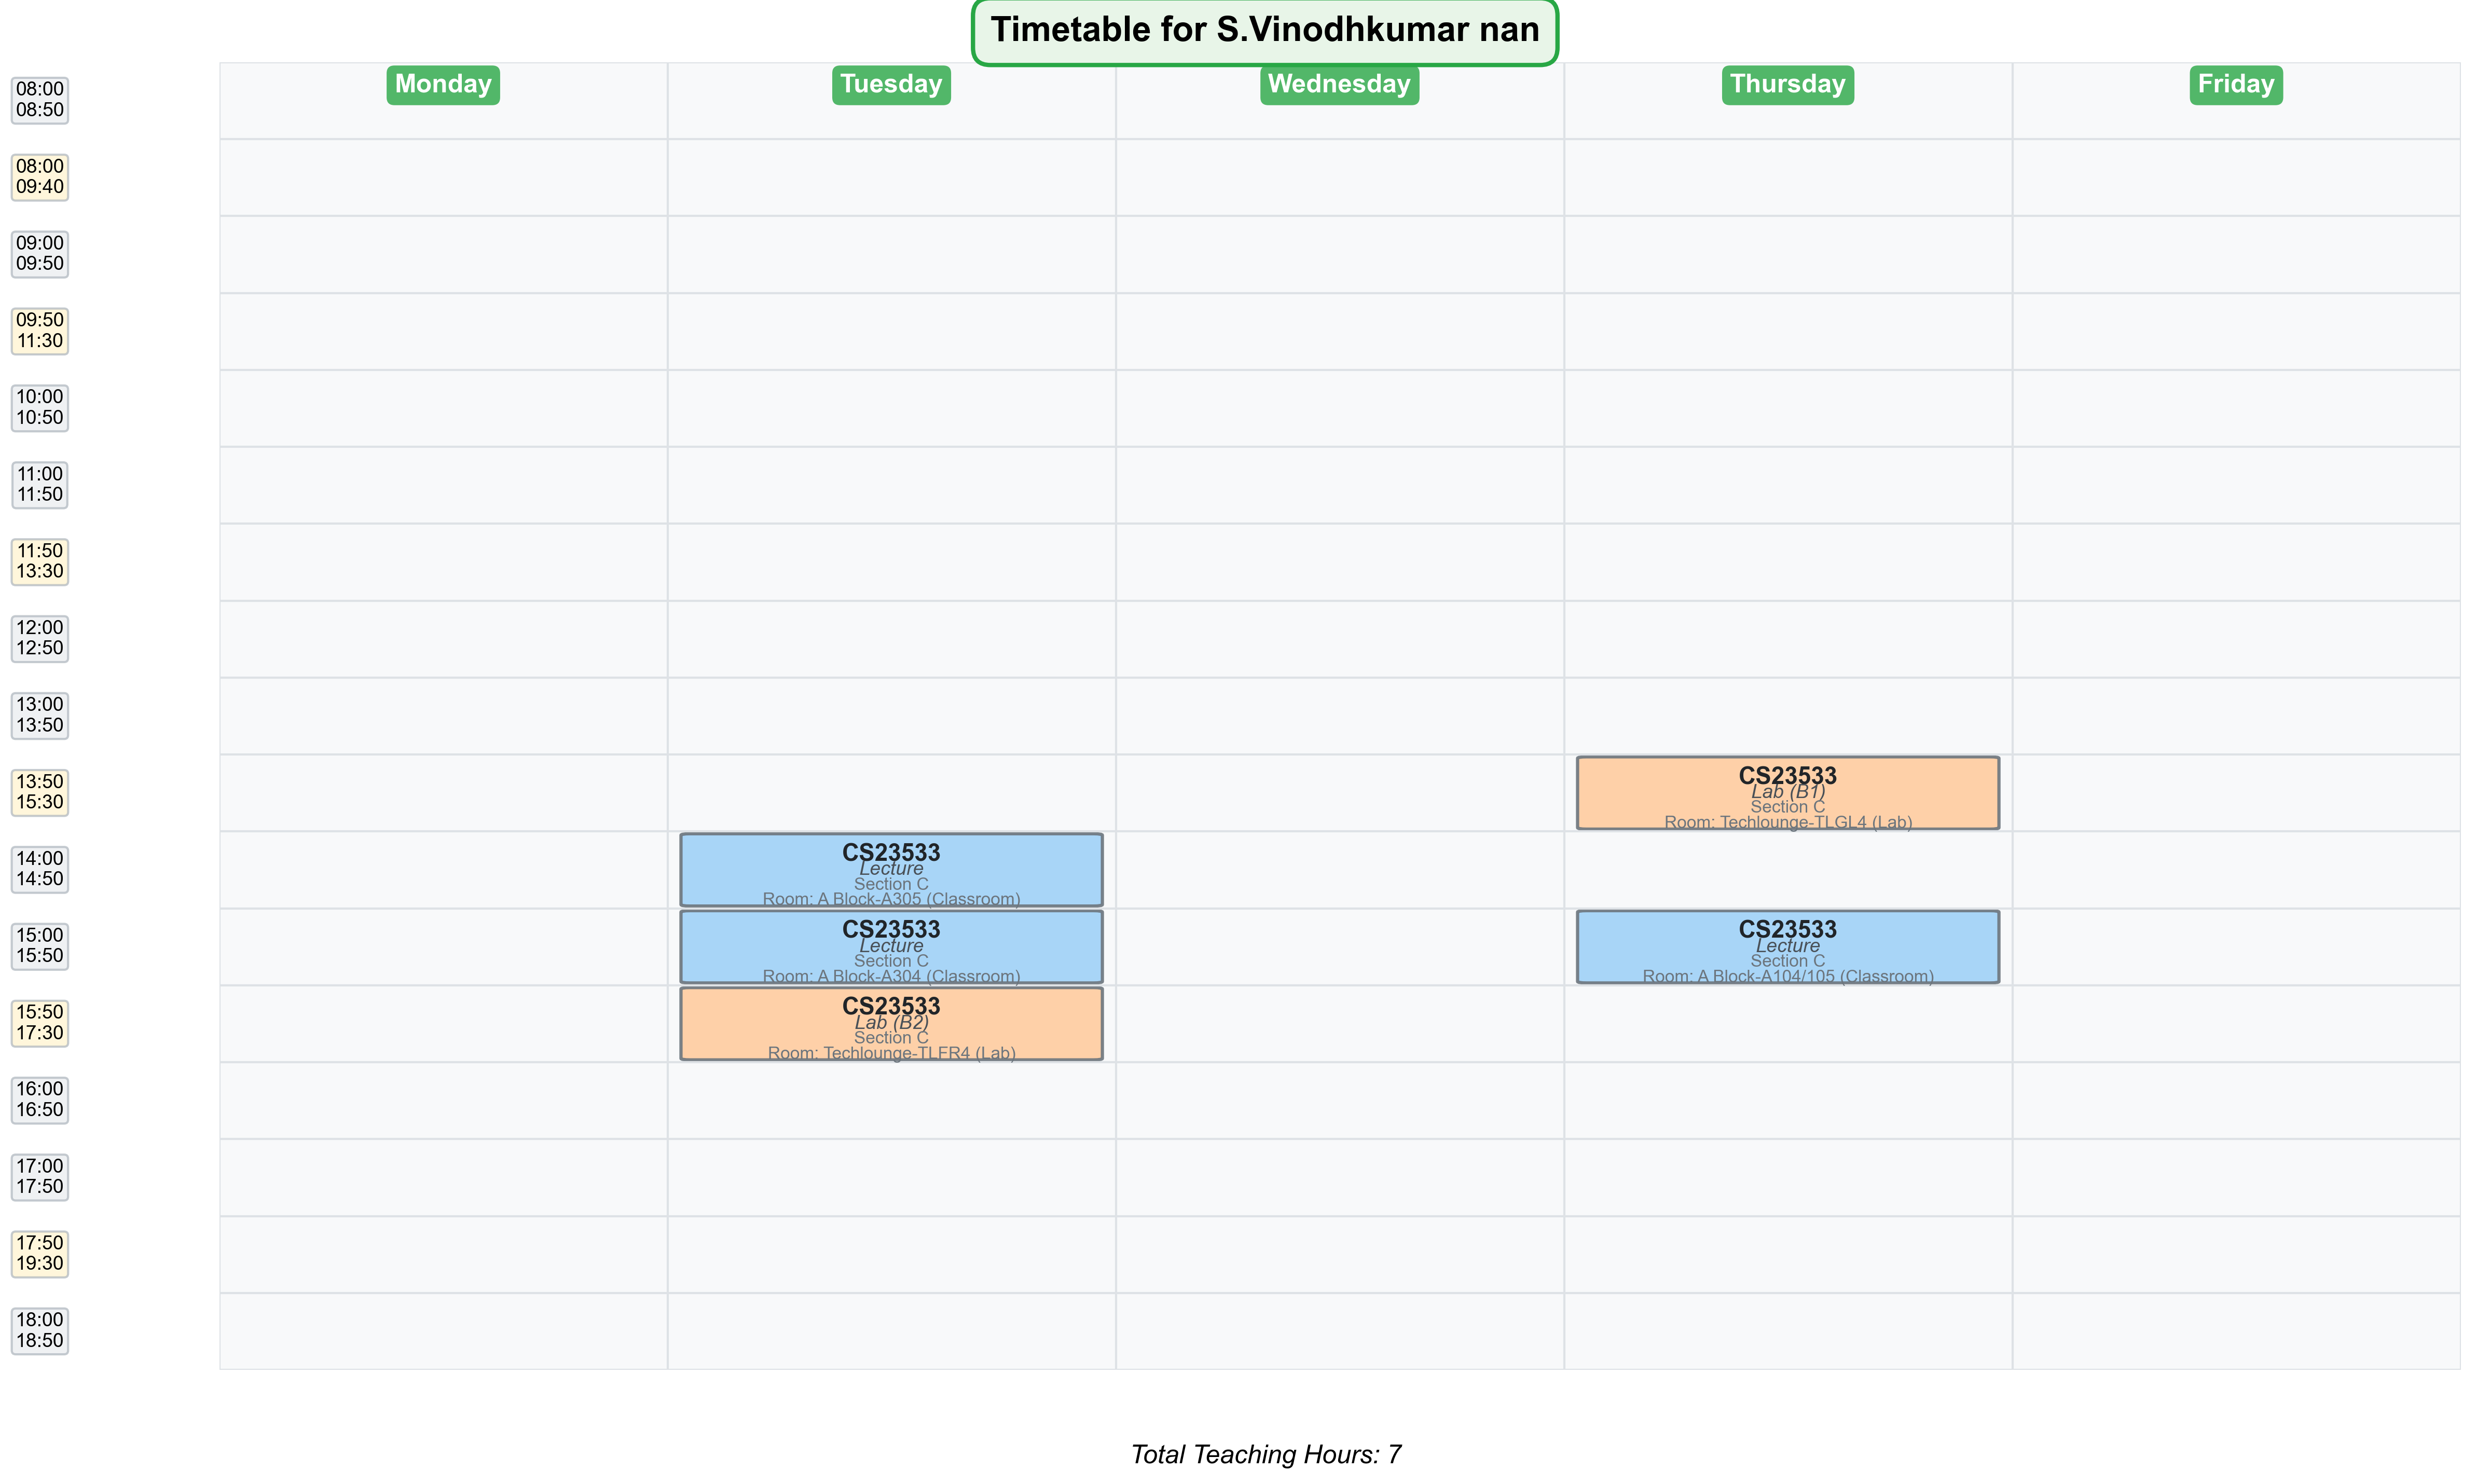 Timetable for S.Vinodhkumar nan
Monday
Tuesday
Wednesday
Thursday
Friday
08:00
08:50
08:00
09:40
09:00
09:50
09:50
11:30
10:00
10:50
11:00
11:50
11:50
13:30
12:00
12:50
13:00
13:50
13:50
15:30
CS23533
Lab (B1)
Section C
Room: Techlounge-TLGL4 (Lab)
14:00
14:50
CS23533
Lecture
Section C
Room: A Block-A305 (Classroom)
15:00
15:50
CS23533
Lecture
Section C
Room: A Block-A304 (Classroom)
CS23533
Lecture
Section C
Room: A Block-A104/105 (Classroom)
15:50
17:30
CS23533
Lab (B2)
Section C
Room: Techlounge-TLFR4 (Lab)
16:00
16:50
17:00
17:50
17:50
19:30
18:00
18:50
Total Teaching Hours: 7